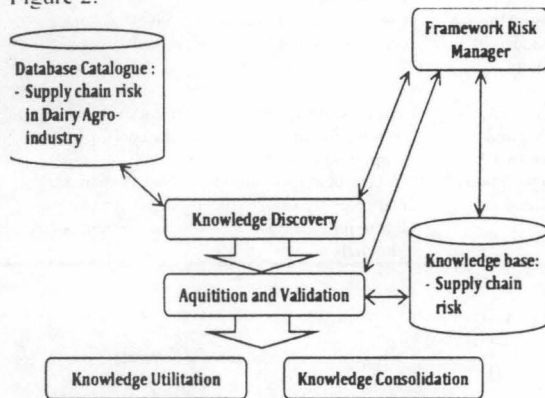 Figure 2.
Framework Risk
Manager
Database Catalogue :
- Supply chain risk
in Dairy Agro-
industry
Knowledge Discovery
Knowledge base:
- Supply chain
risk
Aquitition and Validation
Knowledge Utilitation
Knowledge Consolidation